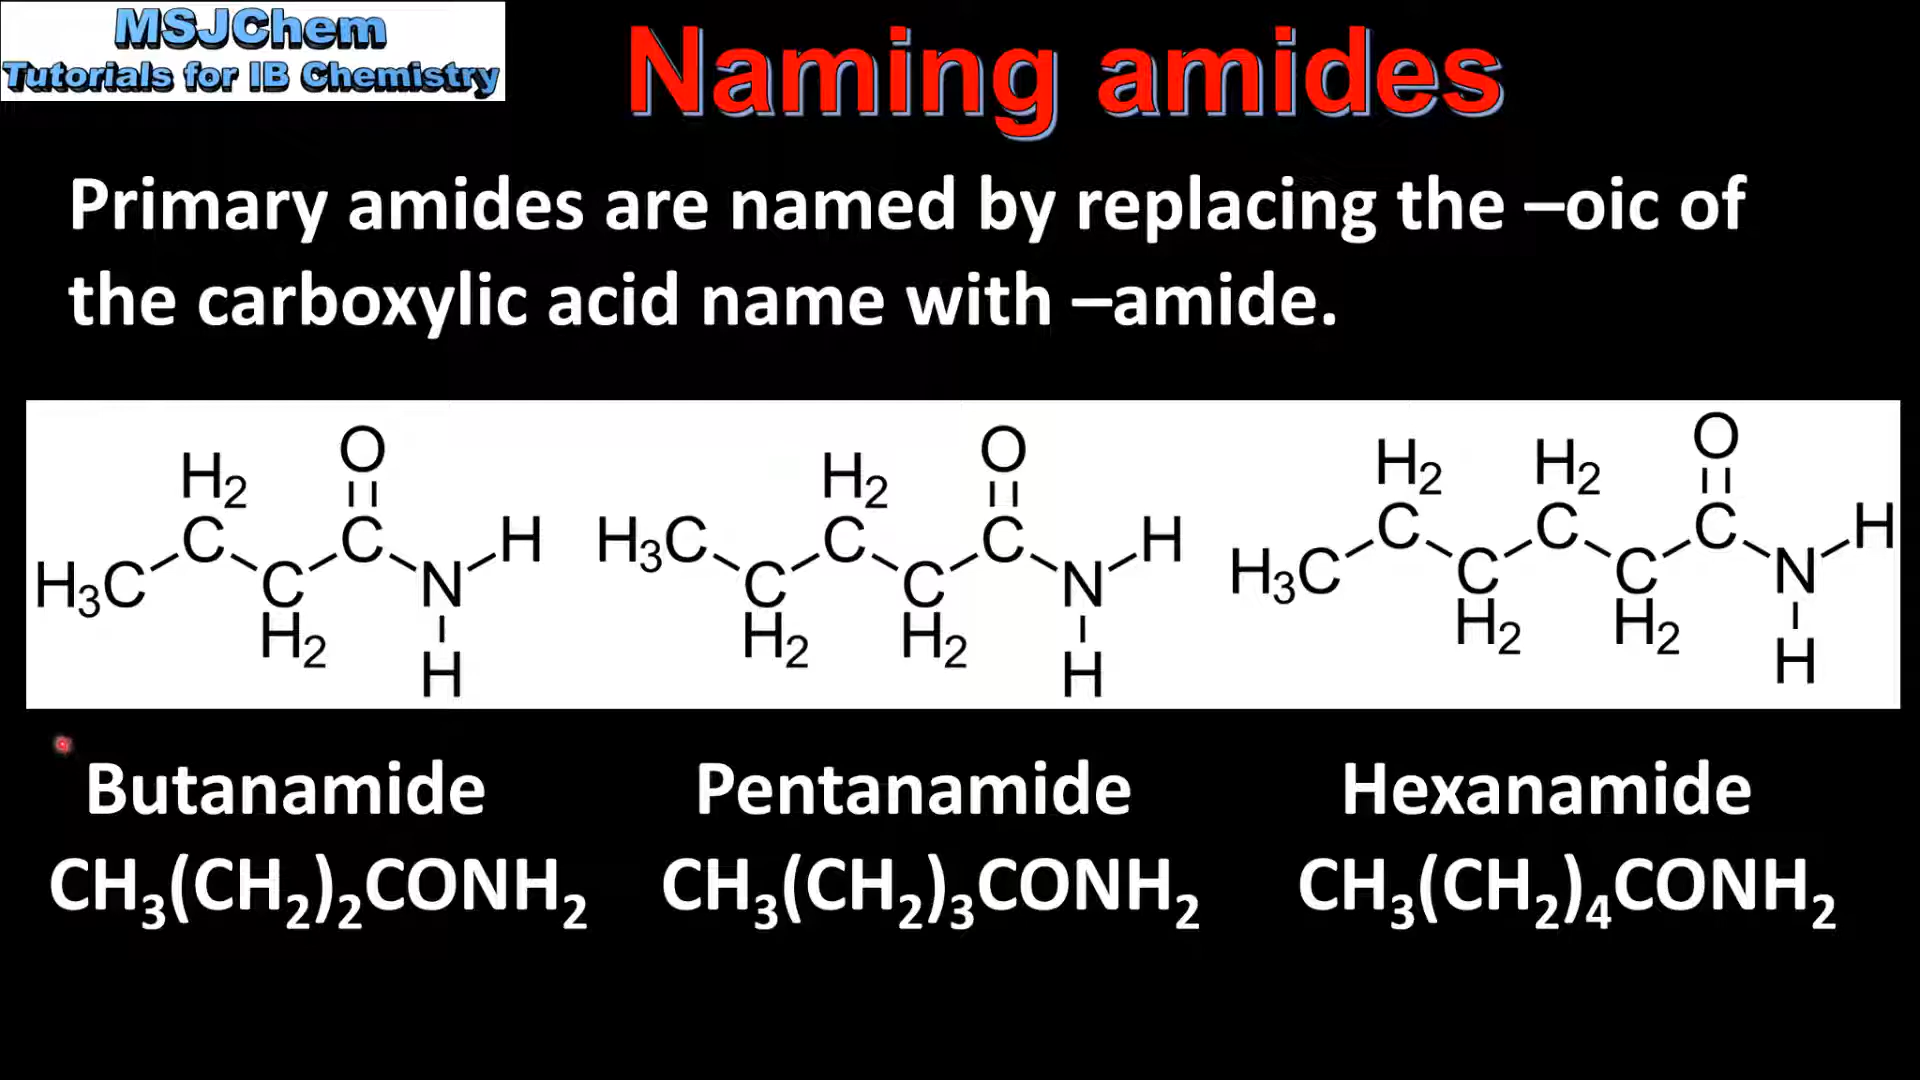 MSJChem
Tutorials for IB Chemistry
Naming amides
Primary amides are named by replacing the –oic of
the carboxylic acid name with –amide.
H₂ O H₂ O H₂ H₂ O
C C H H₃C C C H C C C H
H₃C C N C C N H₃C C C N
H₂ H H₂ H₂ H H₂ H₂ H
Butanamide Pentanamide Hexanamide
CH₃(CH₂)₂CONH₂ CH₃(CH₂)₃CONH₂ CH₃(CH₂)₄CONH₂